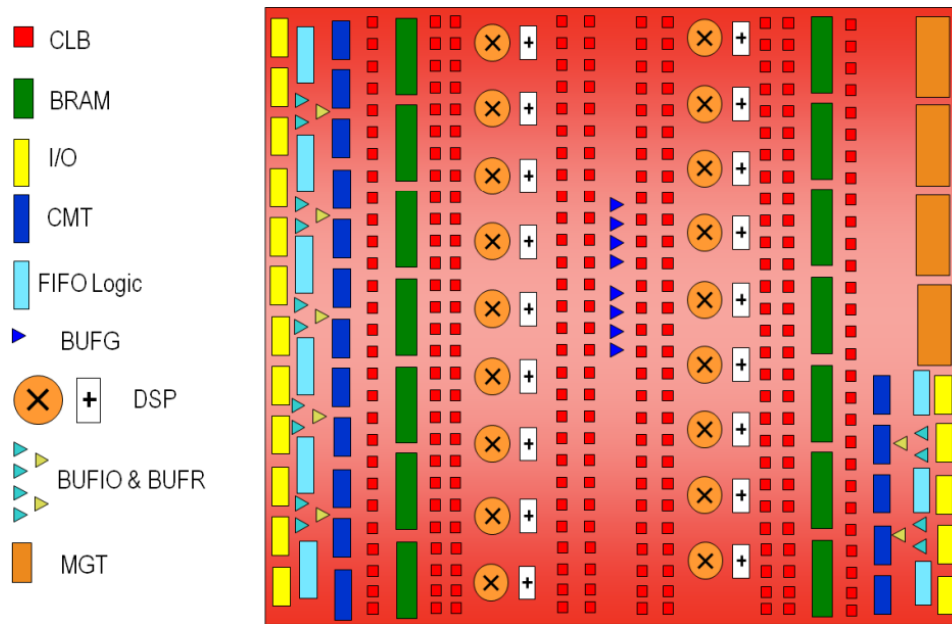 CLB
BRAM
I/O
CMT
FIFO Logic
BUFG
DSP
BUFIO & BUFR
MGT